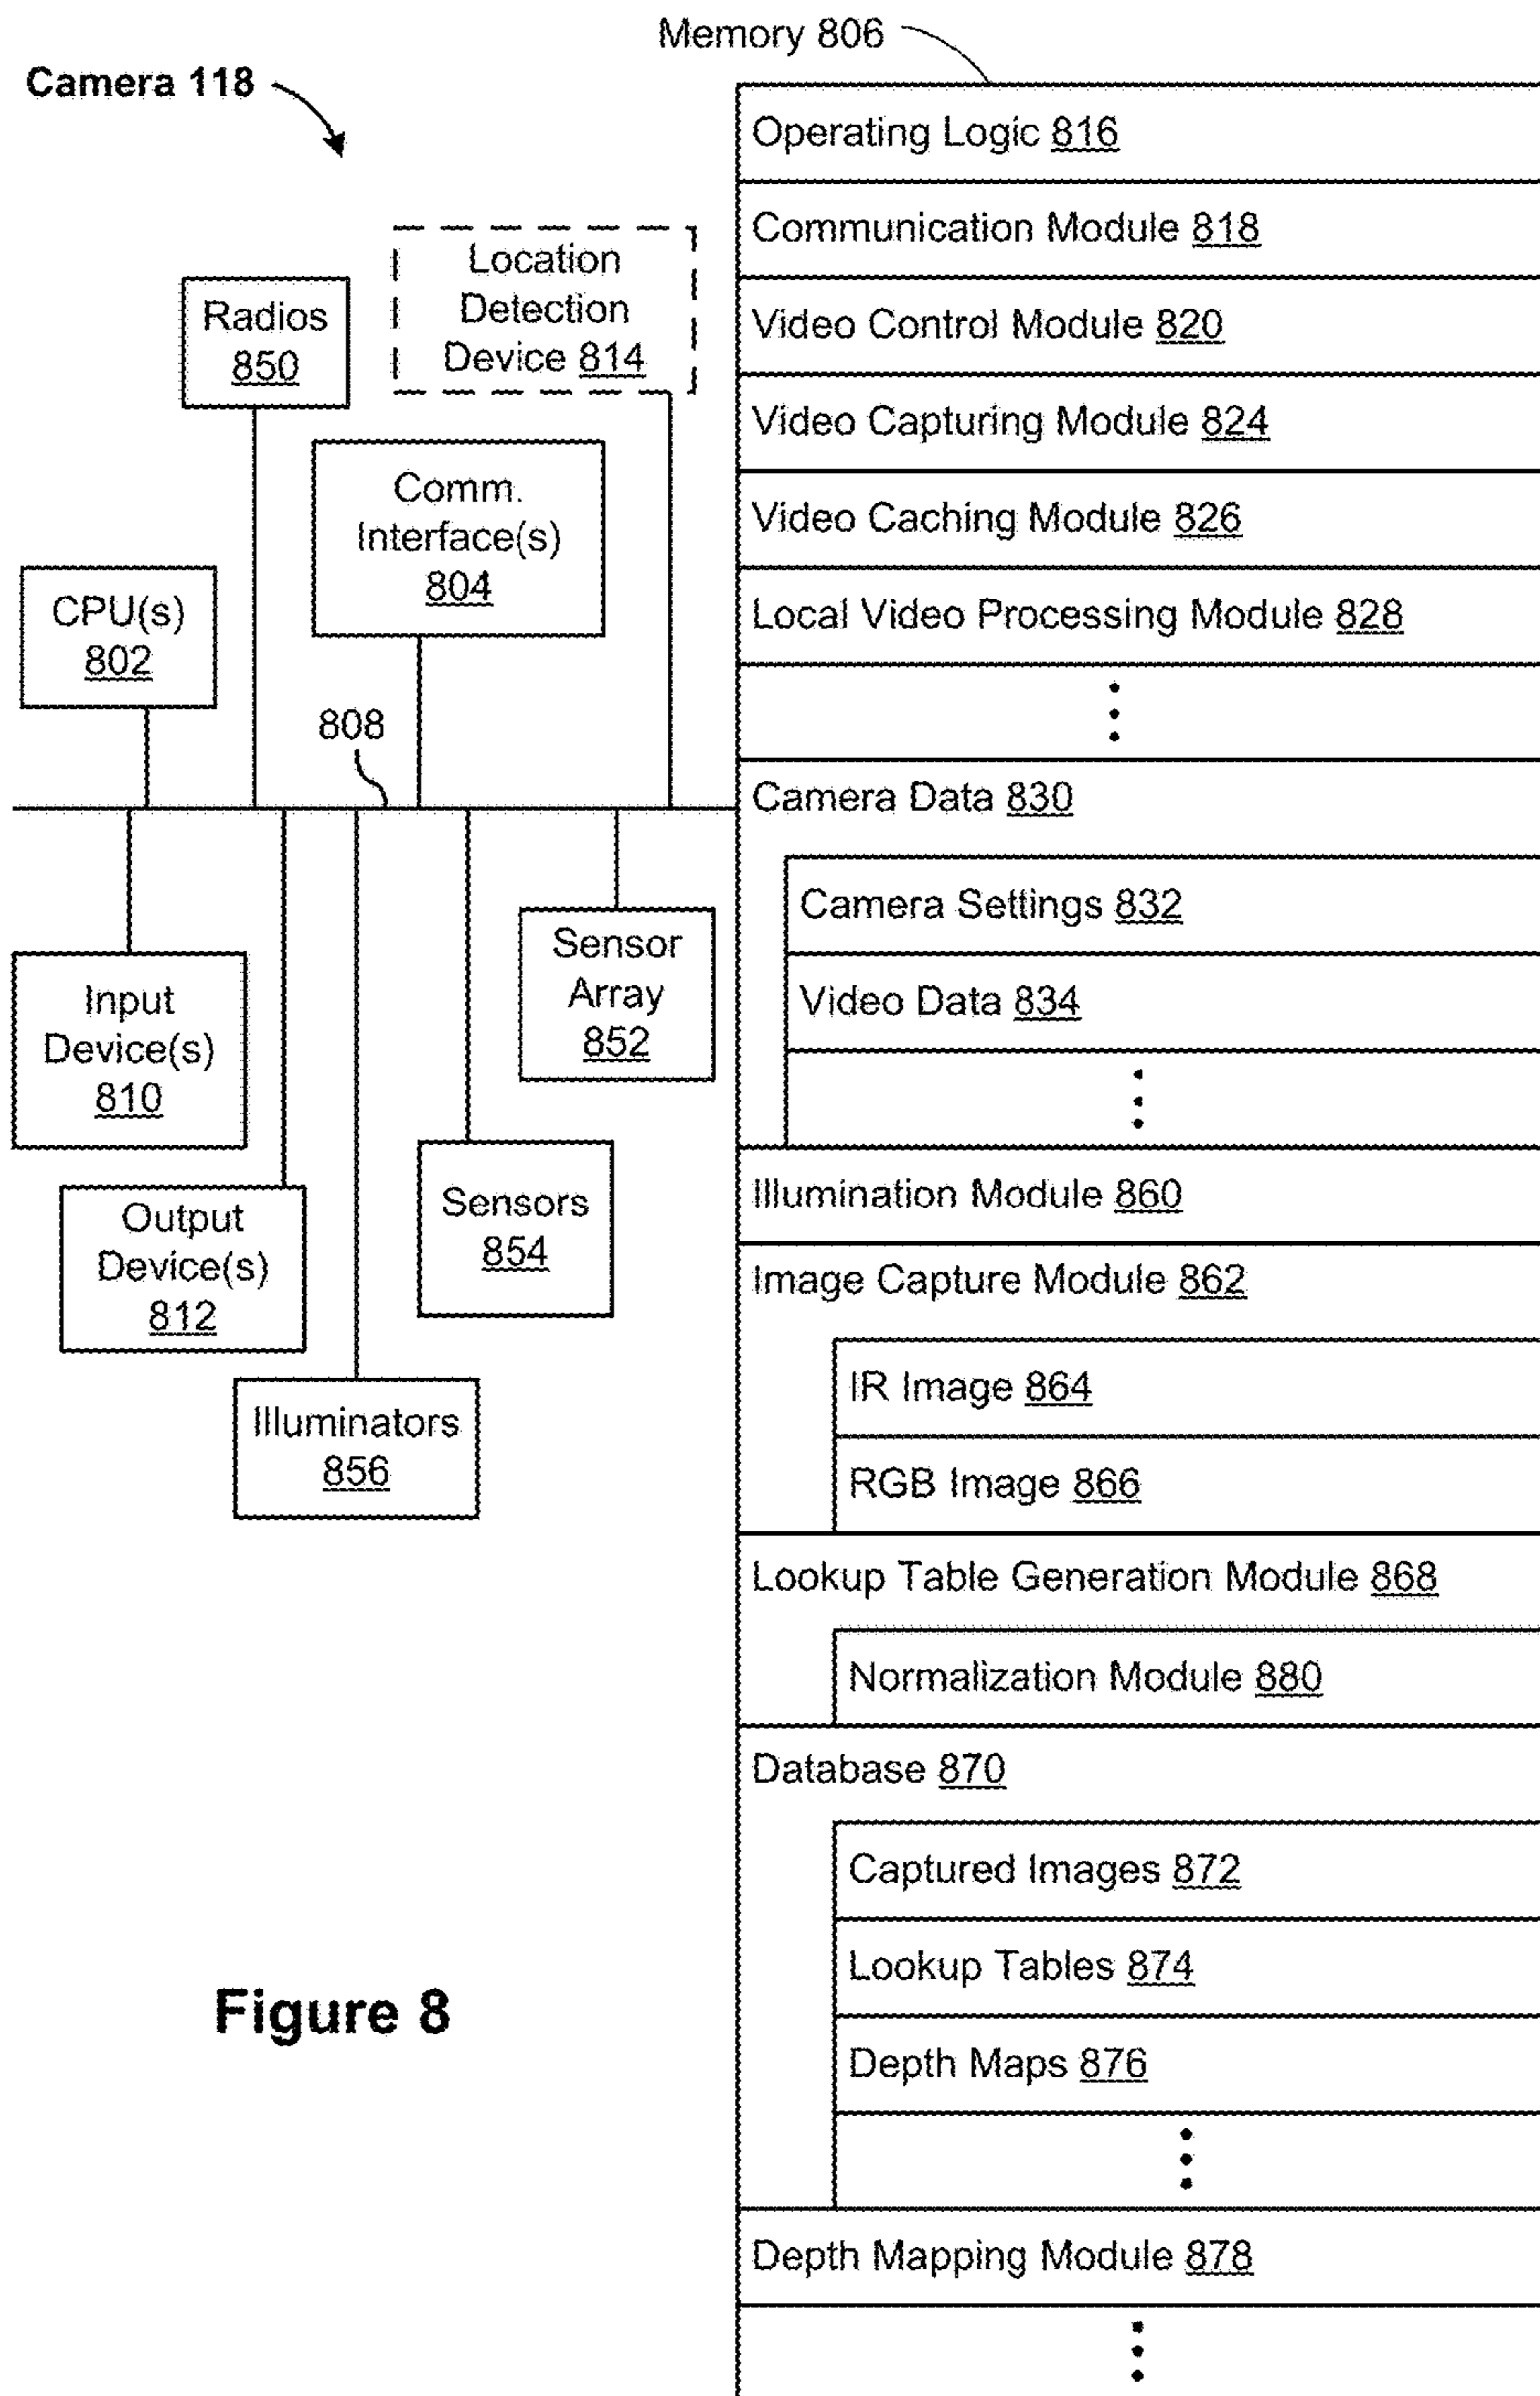 Memory 806
Camera 118
Location
Detection
Device 814
Radios
850
Comm.
Interface(s)
804
CPU(s)
802
808
Input
Device(s)
810
Output
Device(s)
812
Illuminators
856
Sensors
854
Sensor
Array
852
Operating Logic 816
Communication Module 818
Video Control Module 820
Video Capturing Module 824
Video Caching Module 826
Local Video Processing Module 828
Camera Data 830
Camera Settings 832
Video Data 834
Illumination Module 860
Image Capture Module 862
IR Image 864
RGB Image 866
Lookup Table Generation Module 868
Normalization Module 880
Database 870
Captured Images 872
Lookup Tables 874
Depth Maps 876
Depth Mapping Module 878
Figure 8